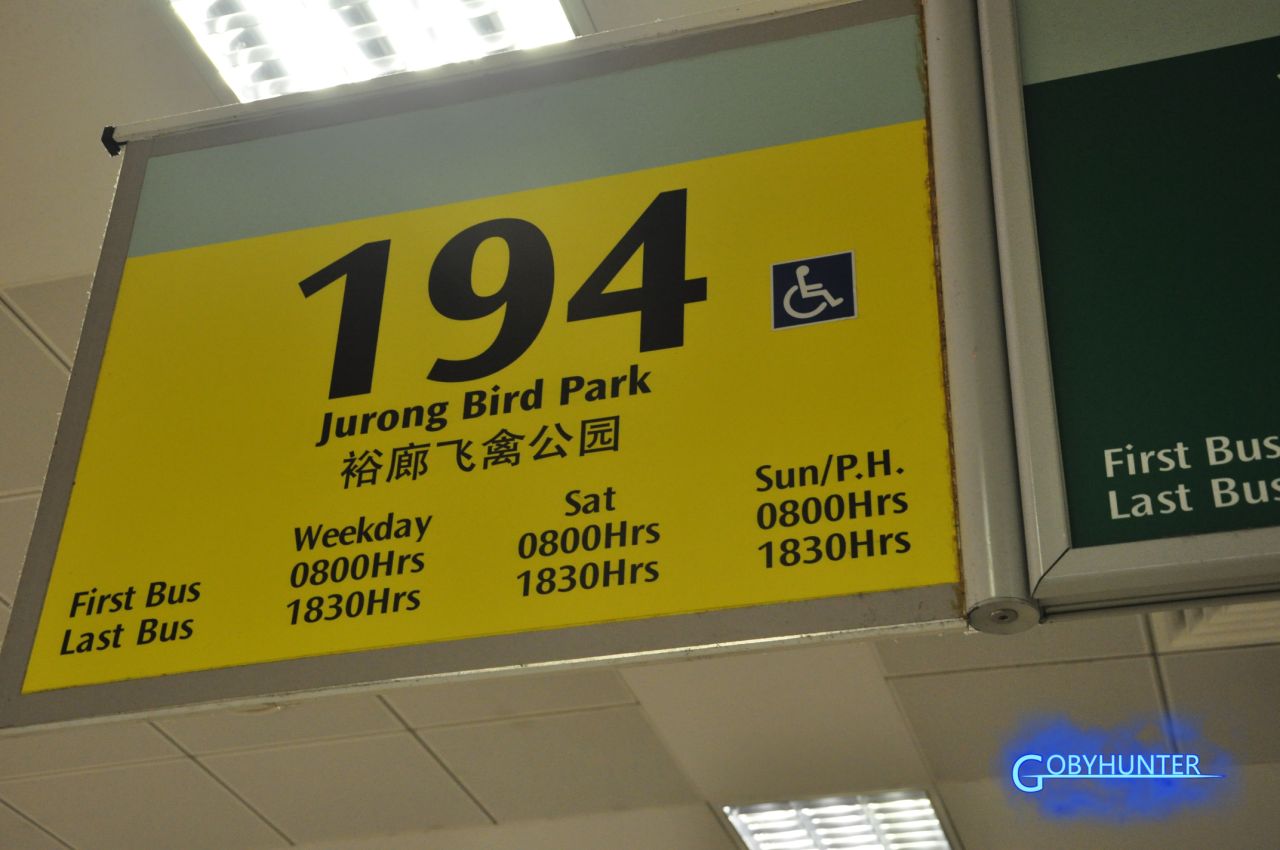 194
Jurong Bird Park
裕廊飞禽公园
Weekday Sat Sun/P.H.
First Bus 0800Hrs 0800Hrs 0800Hrs
Last Bus 1830Hrs 1830Hrs 1830Hrs
First Bus
Last Bus
GOBYHUNTER